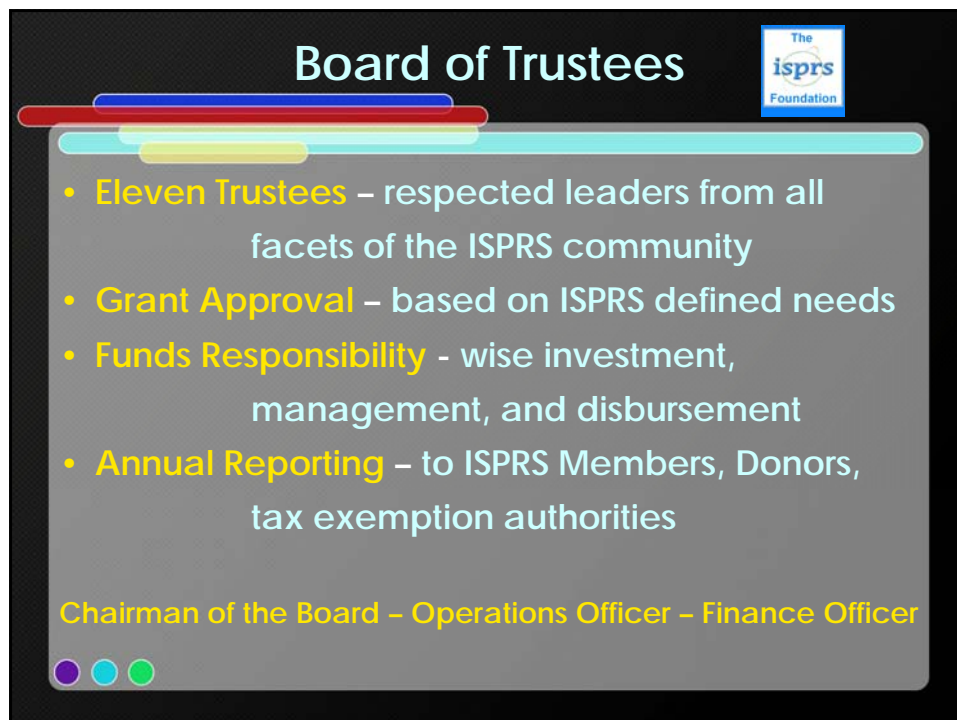 Board of Trustees
The
isprs
Foundation
• Eleven Trustees – respected leaders from all
facets of the ISPRS community
• Grant Approval – based on ISPRS defined needs
• Funds Responsibility - wise investment,
management, and disbursement
• Annual Reporting – to ISPRS Members, Donors,
tax exemption authorities
Chairman of the Board – Operations Officer – Finance Officer